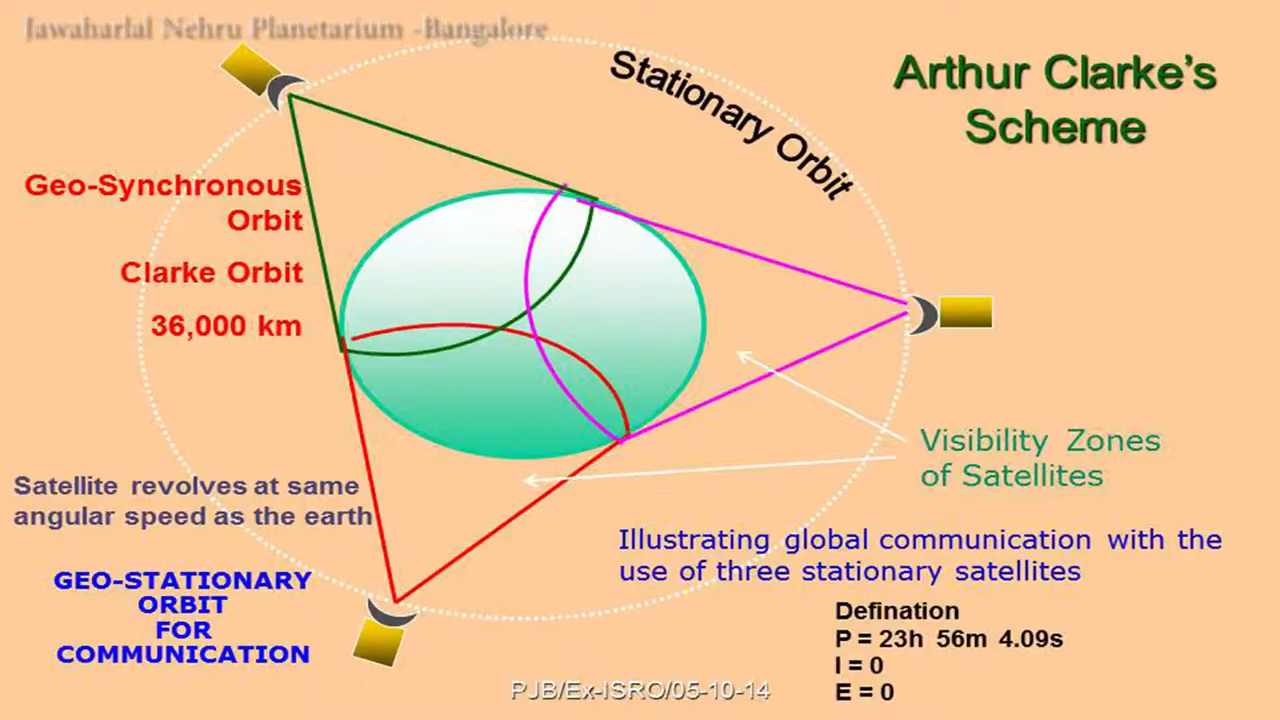 Jawaharlal Nehru Planetarium -Bangalore
Arthur Clarke's
Scheme
Stationary Orbit
Geo-Synchronous
Orbit
Clarke Orbit
36,000 km
Visibility Zones
of Satellites
Satellite revolves at same
angular speed as the earth
Illustrating global communication with the
use of three stationary satellites
GEO-STATIONARY
ORBIT
FOR
COMMUNICATION
Defination
P = 23h 56m 4.09s
I = 0
E = 0
PJB/Ex-ISRO/05-10-14